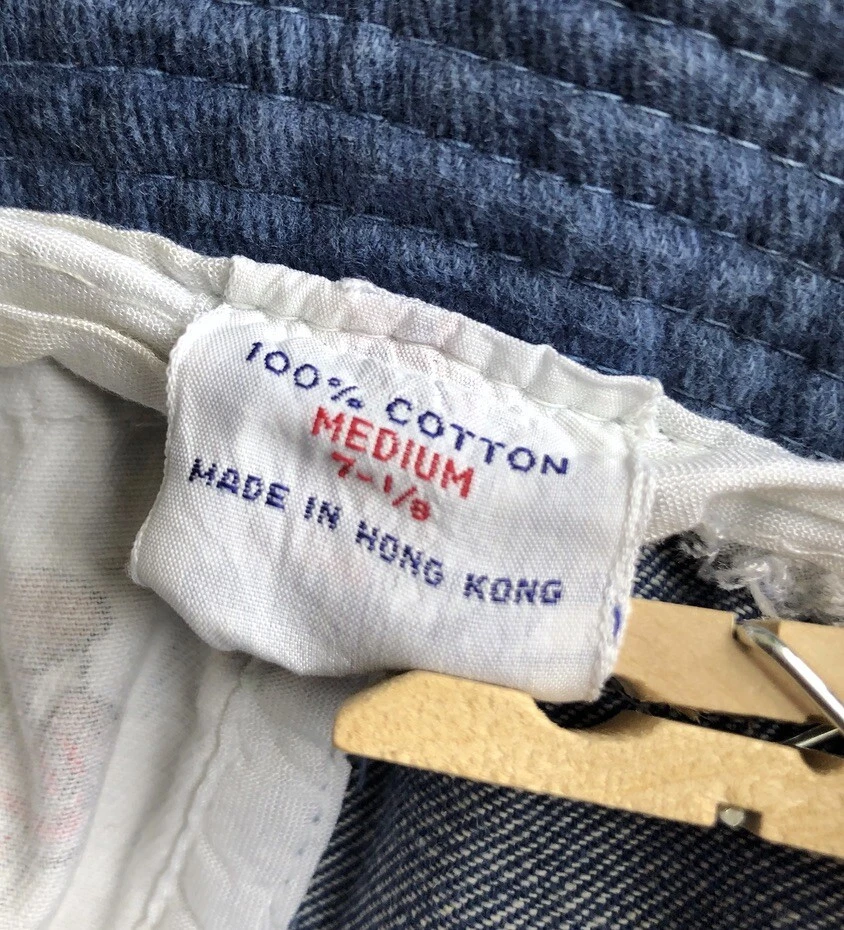 100% COTTON
MEDIUM
7-1/8
MADE IN HONG KONG